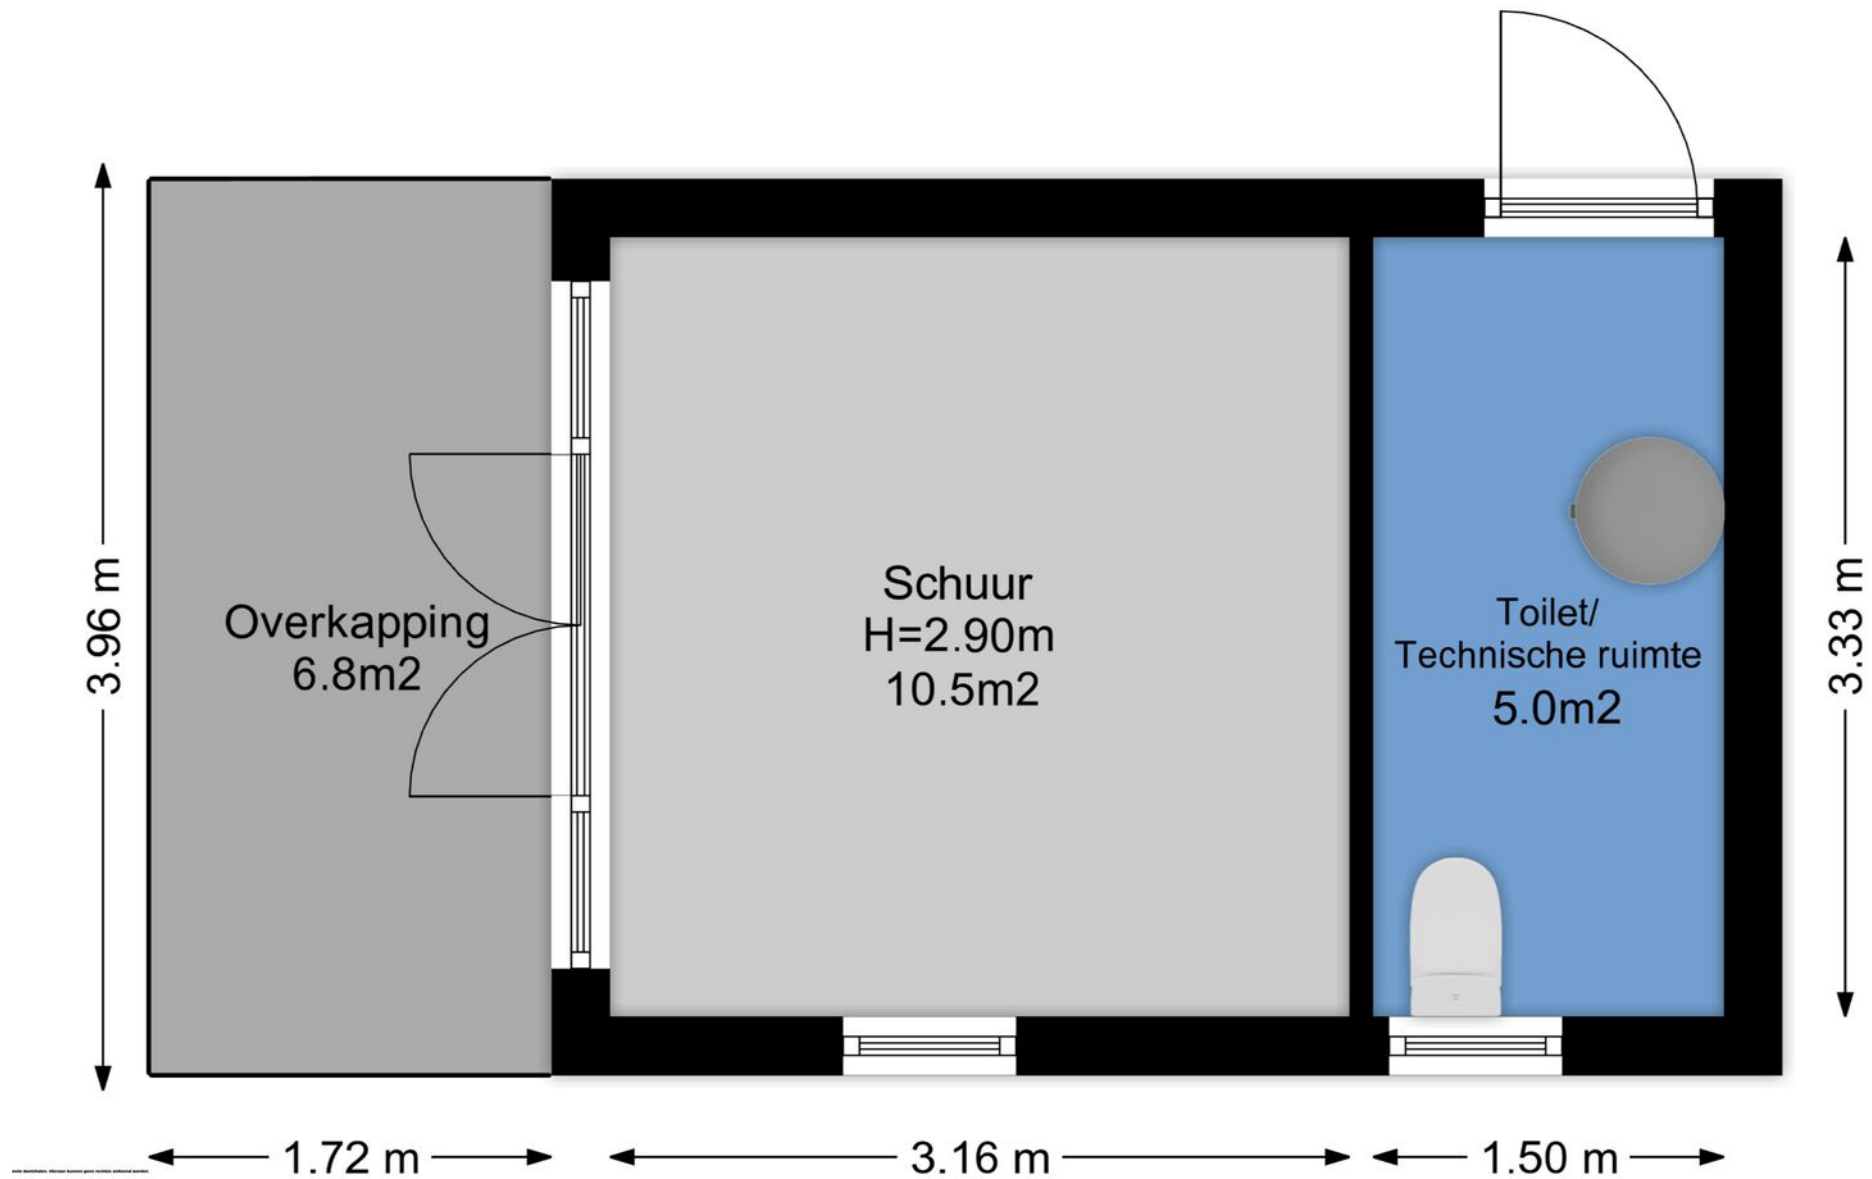 3.96 m
Overkapping
6.8m2
Schuur
H=2.90m
10.5m2
Toilet/
Technische ruimte
5.0m2
3.33 m
1.72 m
3.16 m
1.50 m